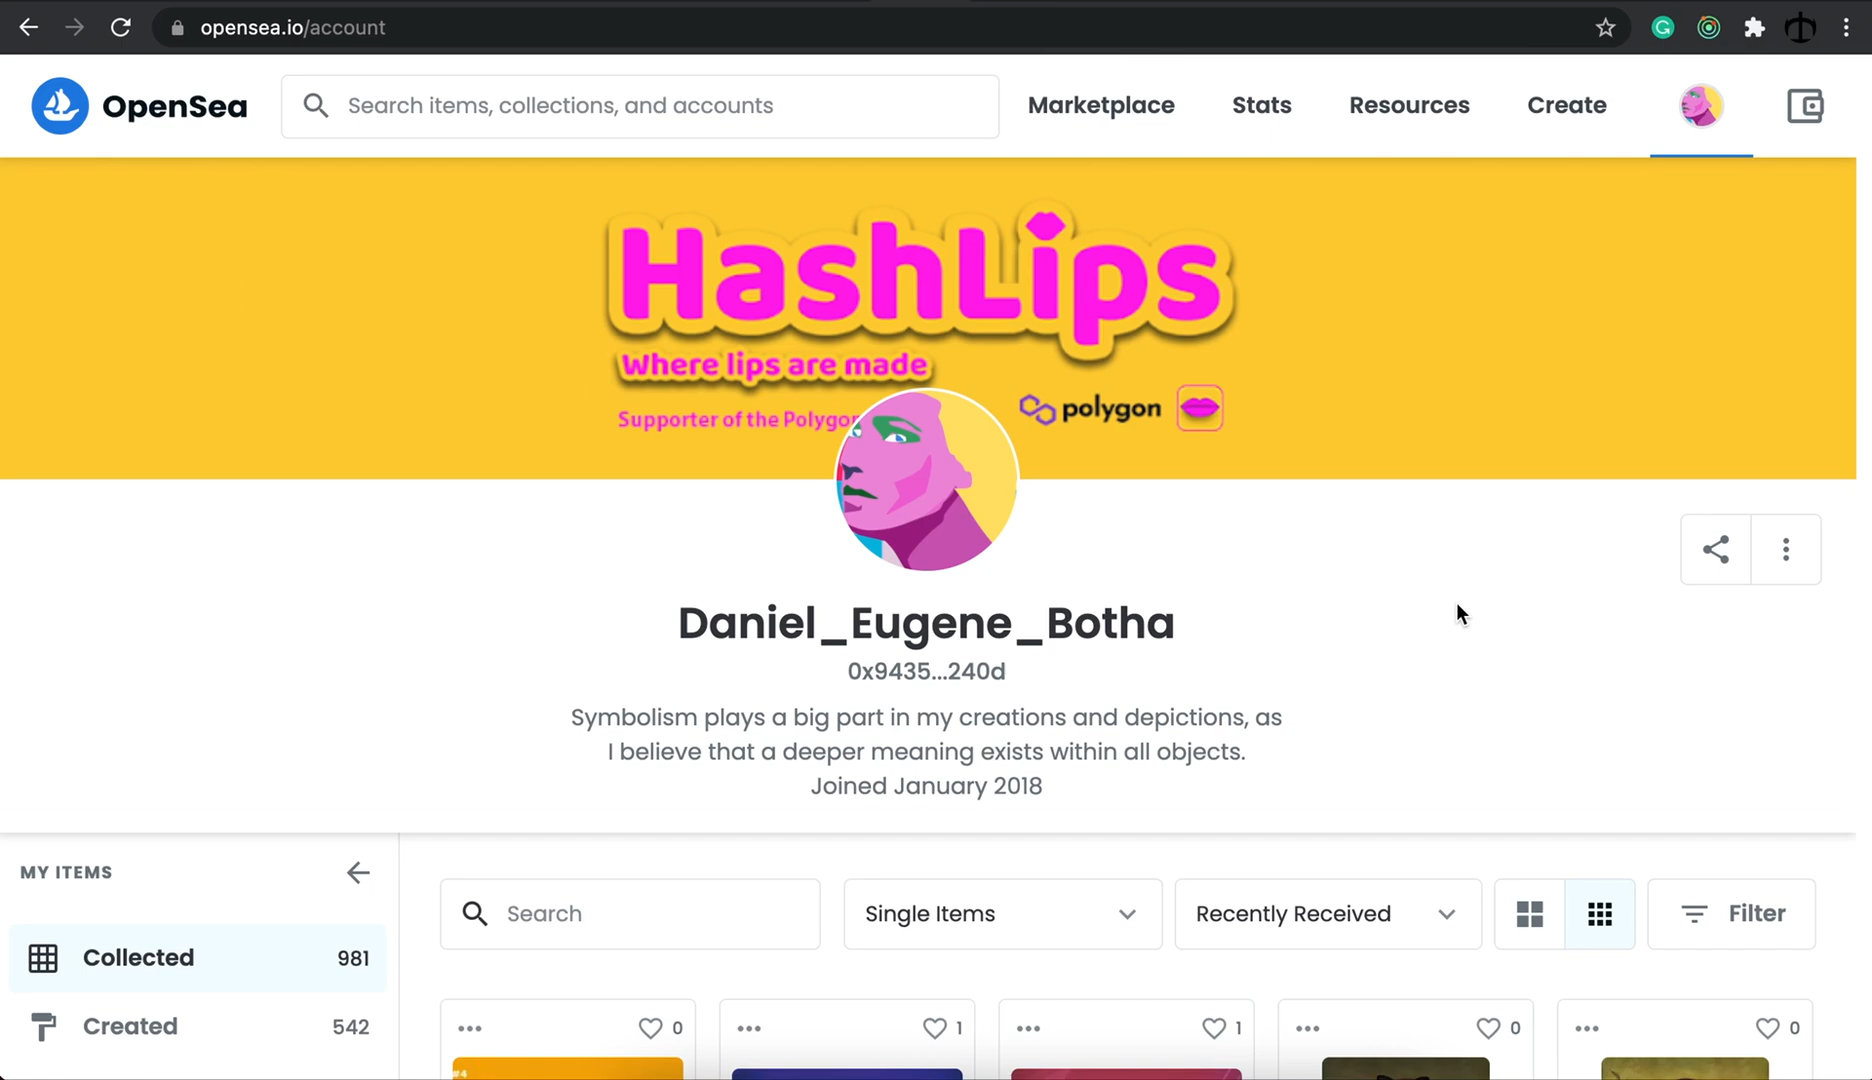 opensea.io/account
OpenSea
Search items, collections, and accounts
Marketplace
Stats
Resources
Create
HashLips
Where lips are made
Supporter of the Polygon
polygon
Daniel_Eugene_Botha
0x9435...240d
Symbolism plays a big part in my creations and depictions, as
I believe that a deeper meaning exists within all objects.
Joined January 2018
MY ITEMS
Search
Single Items
Recently Received
Filter
Collected 981
Created 542
0
1
1
0
0
#4